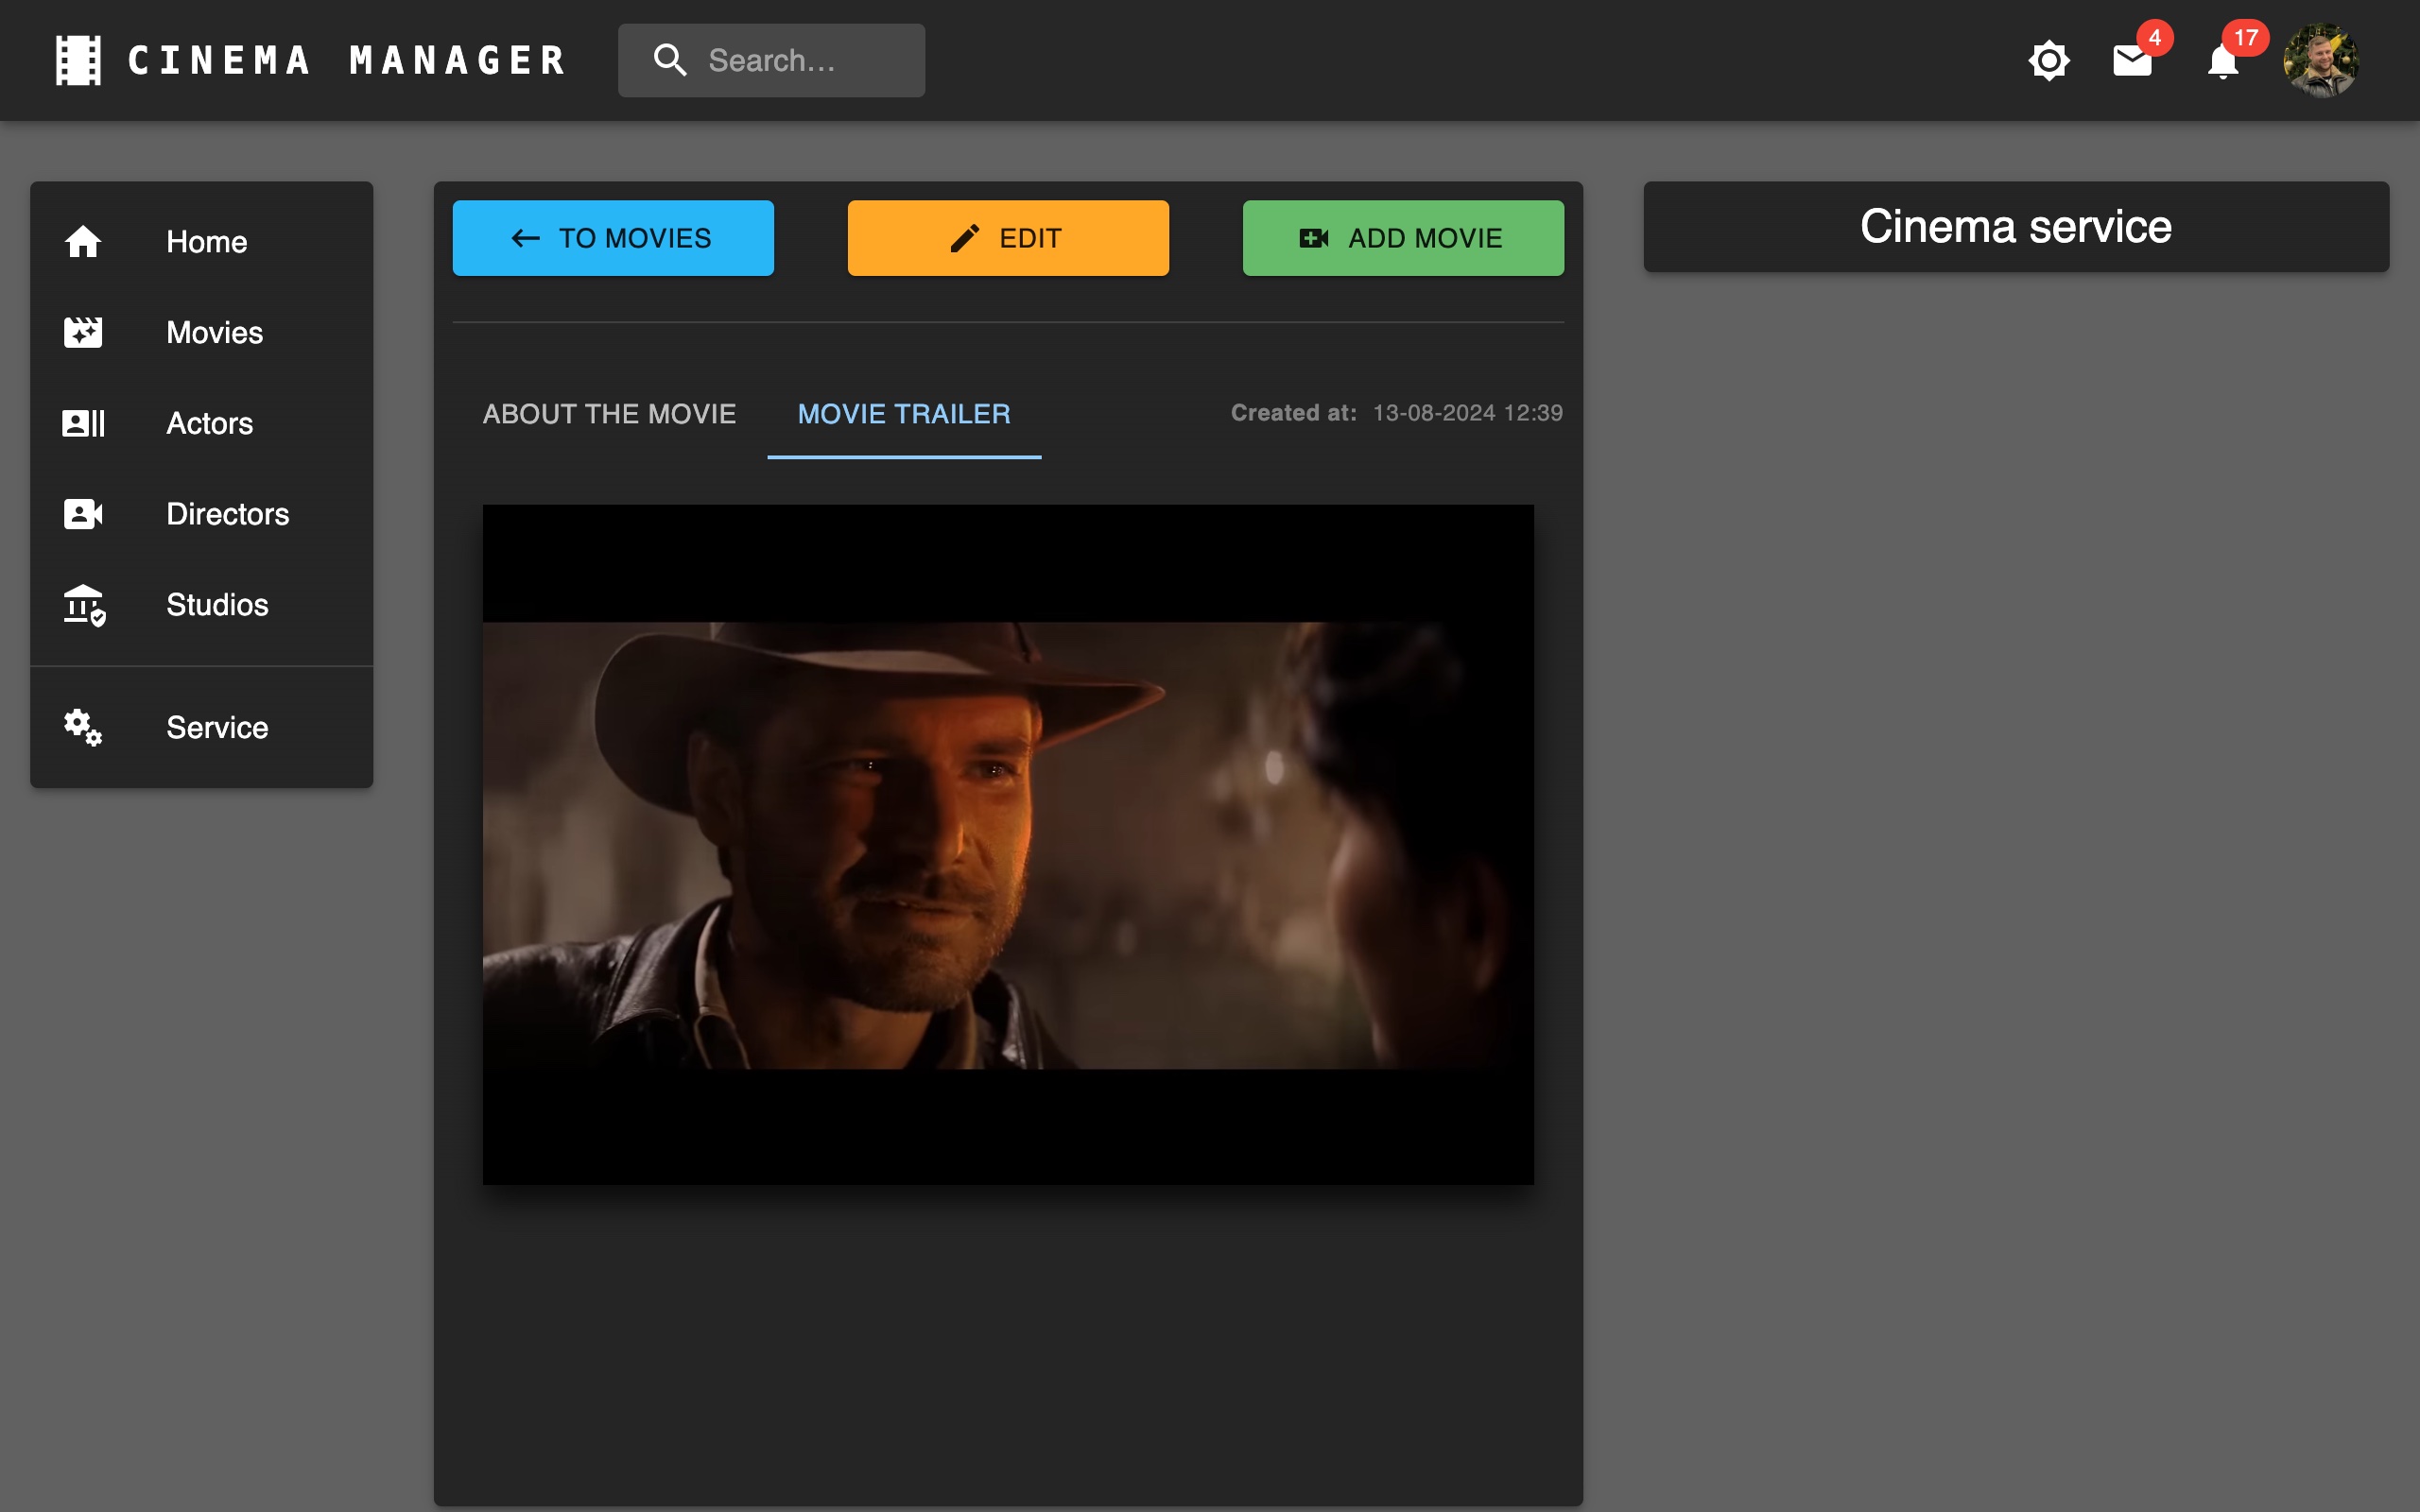 CINEMA MANAGER
Search...
4
17
Home
Movies
Actors
Directors
Studios
Service
TO MOVIES
EDIT
ADD MOVIE
ABOUT THE MOVIE
MOVIE TRAILER
Created at: 13-08-2024 12:39
Cinema service